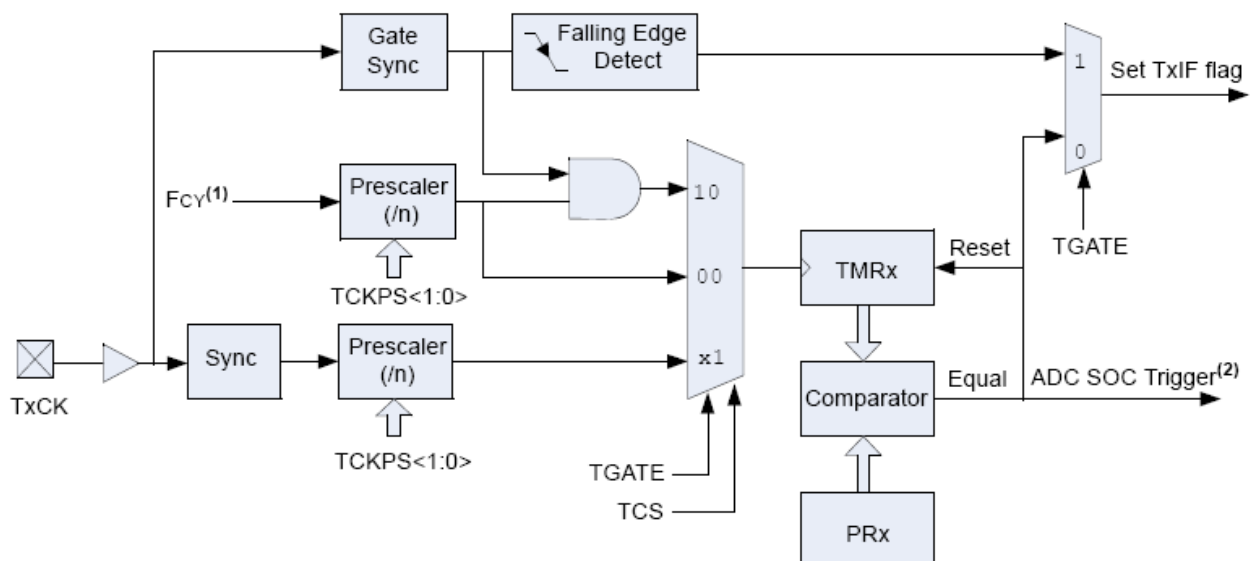 Gate
Sync
Falling Edge
Detect
1
Set TxIF flag
0
TGATE
FCY(1)
Prescaler
(/n)
TCKPS<1:0>
10
00
x1
TMRx
Reset
TxCK
Sync
Prescaler
(/n)
TCKPS<1:0>
Comparator
Equal
ADC SOC Trigger(2)
TGATE
TCS
PRx